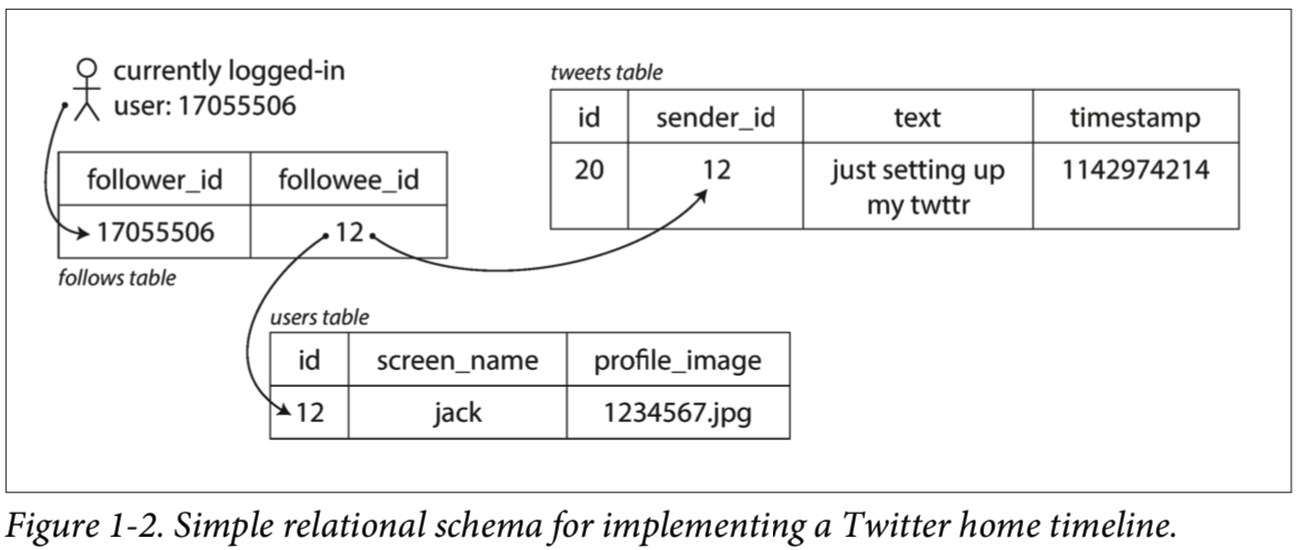 currently logged-in
user: 17055506
follower_id followee_id
17055506 12
follows table
tweets table
id sender_id text timestamp
20 12 just setting up 1142974214
my twttr
users table
id screen_name profile_image
12 jack 1234567.jpg
Figure 1-2. Simple relational schema for implementing a Twitter home timeline.